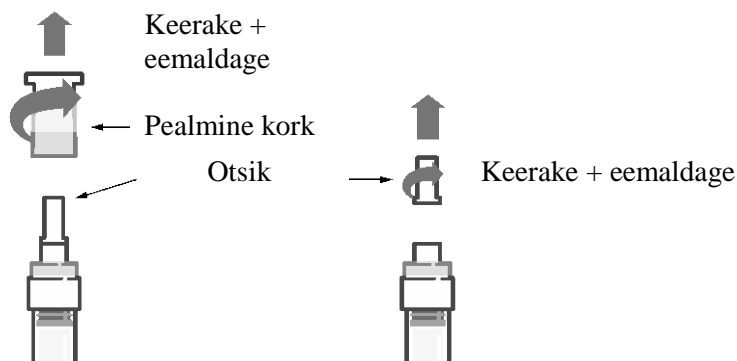 Keerake +
eemaldage
Pealmine kork
Otsik
Keerake + eemaldage